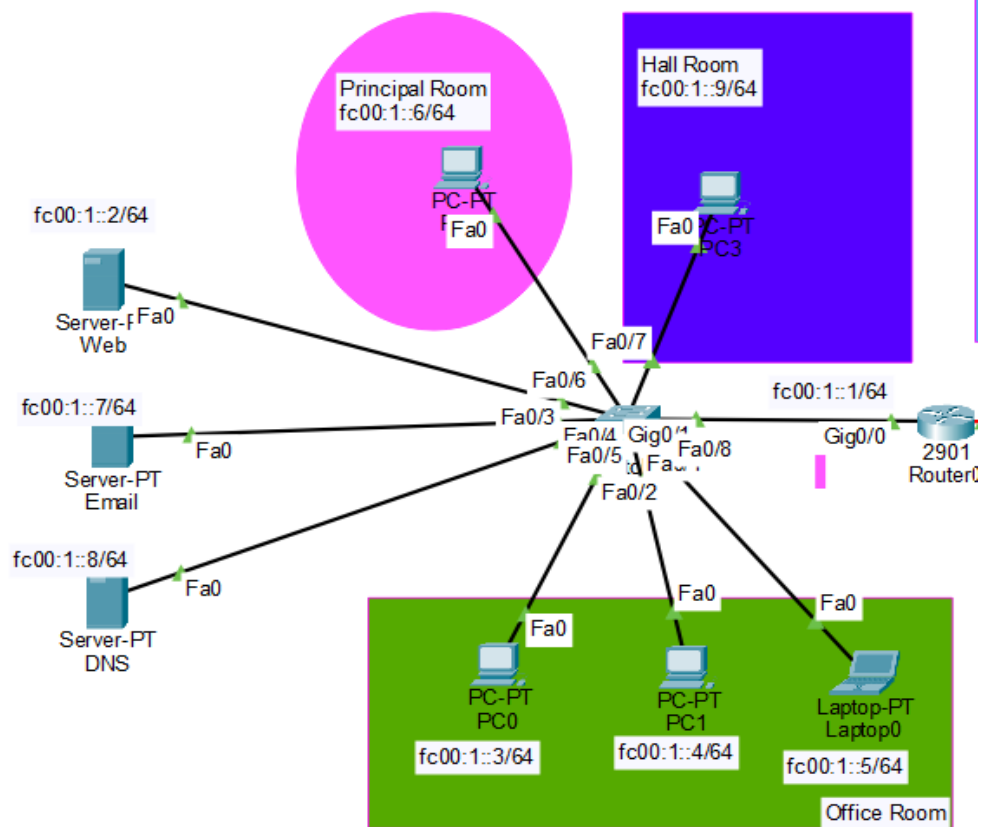 Principal Room
fc00:1::6/64
Hall Room
fc00:1::9/64
PC-PT
Fa0
Fa0
PC-PT
PC3
fc00:1::2/64
Fa0
Web
Fa0/7
Fa0/6
fc00:1::1/64
fc00:1::7/64
Fa0
Fa0/3
Fa0/4
Gig0/1
Fa0/8
Gig0/0
Fa0/5
Fa0/2
2901
Server-PT
Email
fc00:1::8/64
Fa0
Server-PT
DNS
Fa0
Fa0
Fa0
PC-PT
PC0
PC-PT
PC1
Laptop-PT
Laptop0
fc00:1::3/64
fc00:1::4/64
fc00:1::5/64
Office Room